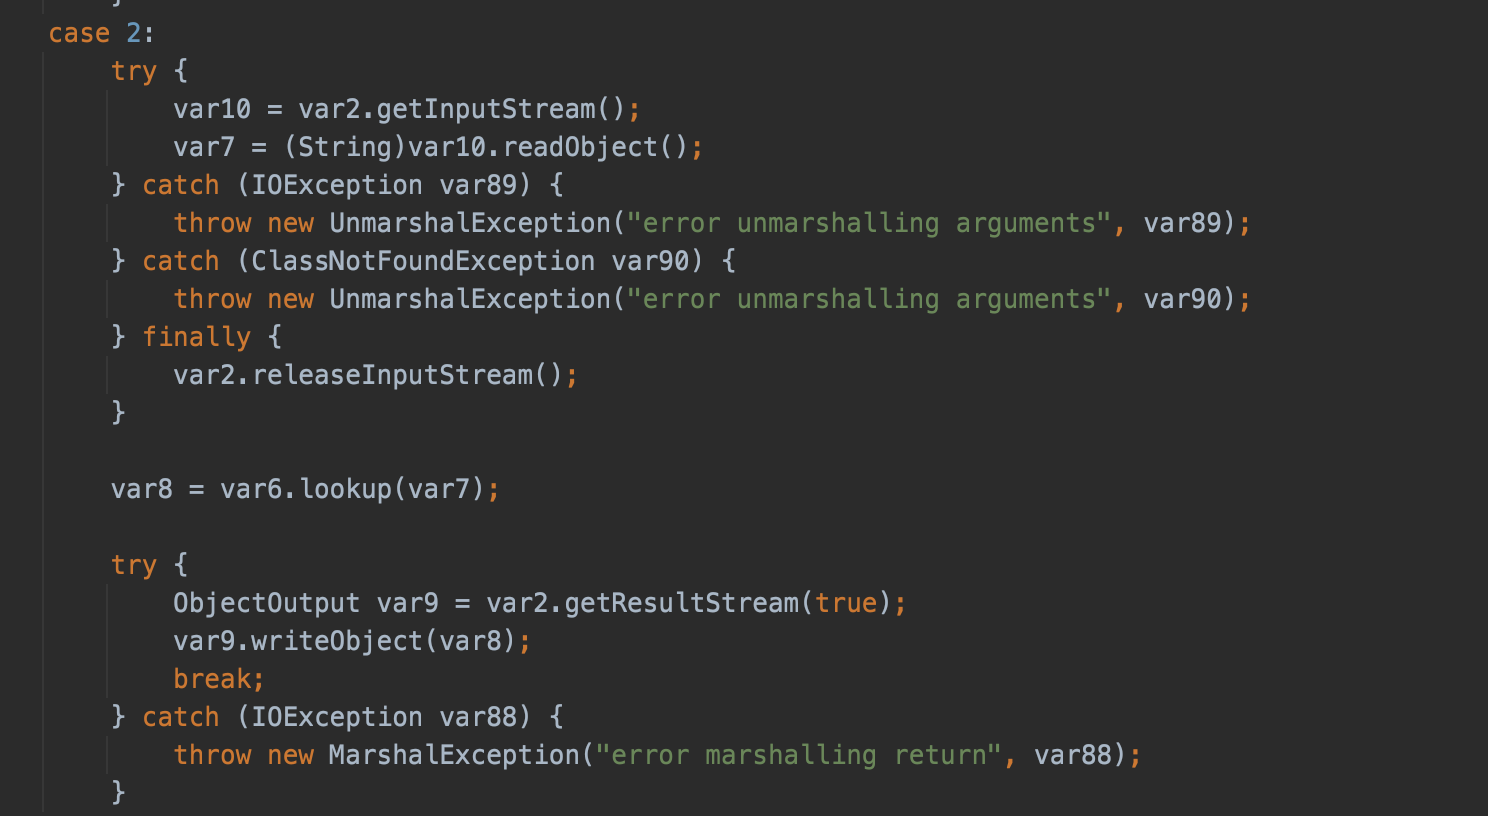 }
case 2:
try {
var10 = var2.getInputStream();
var7 = (String)var10.readObject();
} catch (IOException var89) {
throw new UnmarshalException("error unmarshalling arguments", var89);
} catch (ClassNotFoundException var90) {
throw new UnmarshalException("error unmarshalling arguments", var90);
} finally {
var2.releaseInputStream();
}
var8 = var6.lookup(var7);
try {
ObjectOutput var9 = var2.getResultStream(true);
var9.writeObject(var8);
break;
} catch (IOException var88) {
throw new MarshalException("error marshalling return", var88);
}